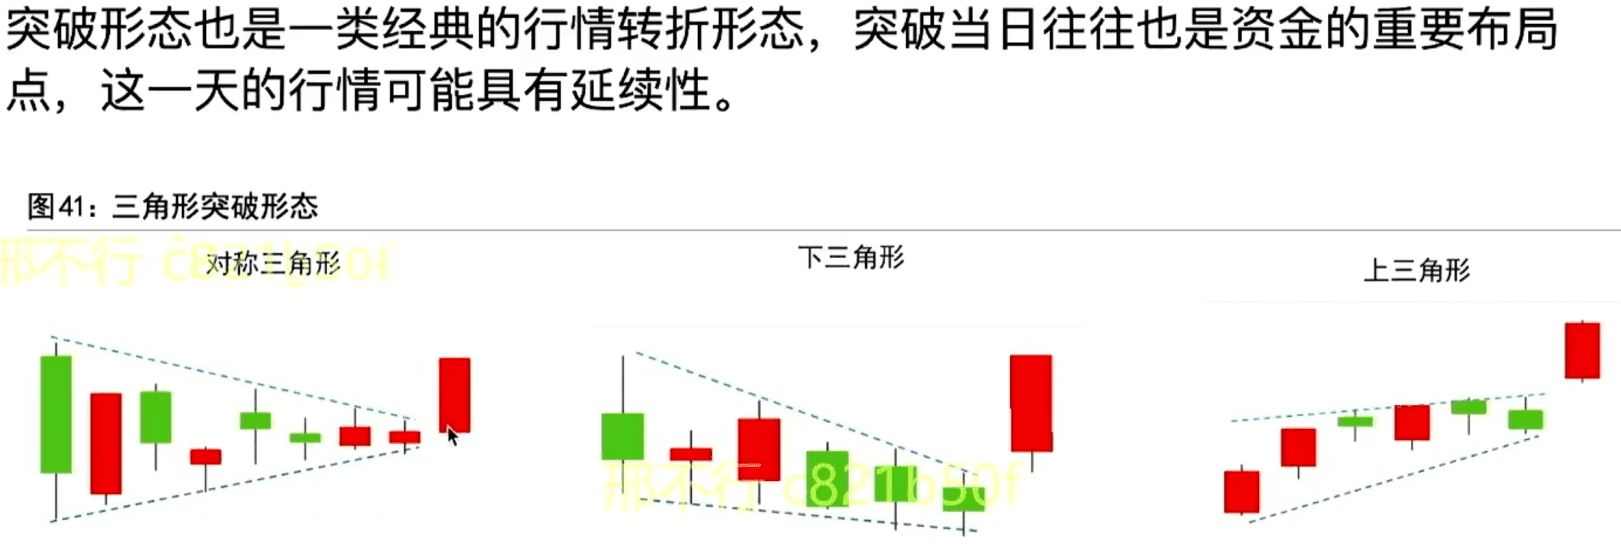 突破形态也是一类经典的行情转折形态，突破当日往往也是资金的重要布局
点，这一天的行情可能具有延续性。
图41：三角形突破形态
邢不行 c821b50f
对称三角形
下三角形
上三角形
邢不行 c821b50f